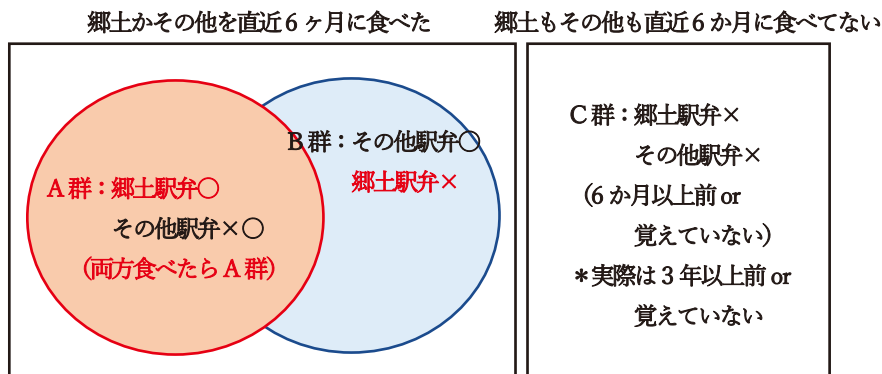 郷土かその他を直近6ヶ月に食べた
郷土もその他も直近6か月に食べてない
A群：郷土駅弁○
その他駅弁×○
(両方食べたらA群)
B群：その他駅弁○
郷土駅弁×
C群：郷土駅弁×
その他駅弁×
(6か月以上前or
覚えていない)
＊実際は3年以上前or
覚えていない